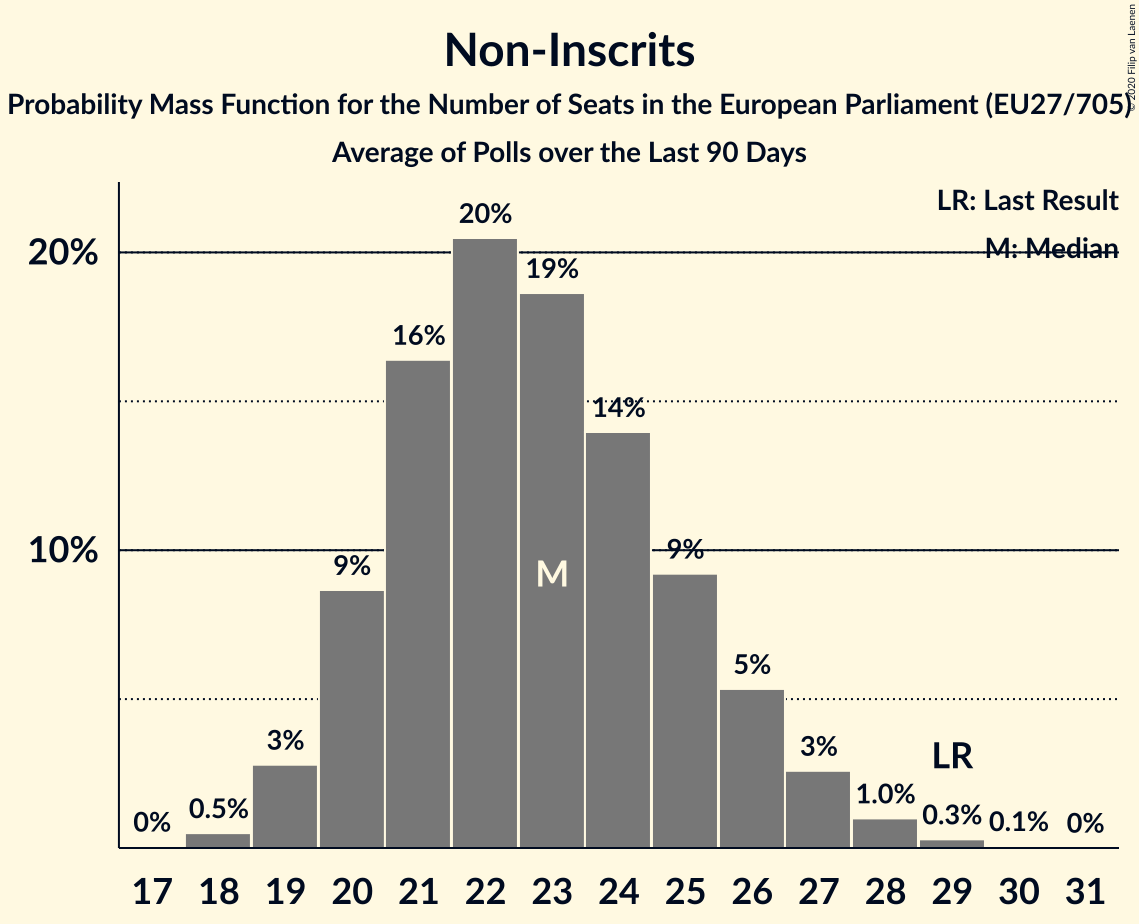 Non-Inscrits
Probability Mass Function for the Number of Seats in the European Parliament (EU27/705)
Average of Polls over the Last 90 Days
© 2020 Filip van Laenen
LR: Last Result
M: Median
20%
10%
0%
0.5%
3%
9%
16%
20%
19%
14%
9%
5%
3%
1.0%
0.3%
0.1%
0%
M
LR
17 18 19 20 21 22 23 24 25 26 27 28 29 30 31